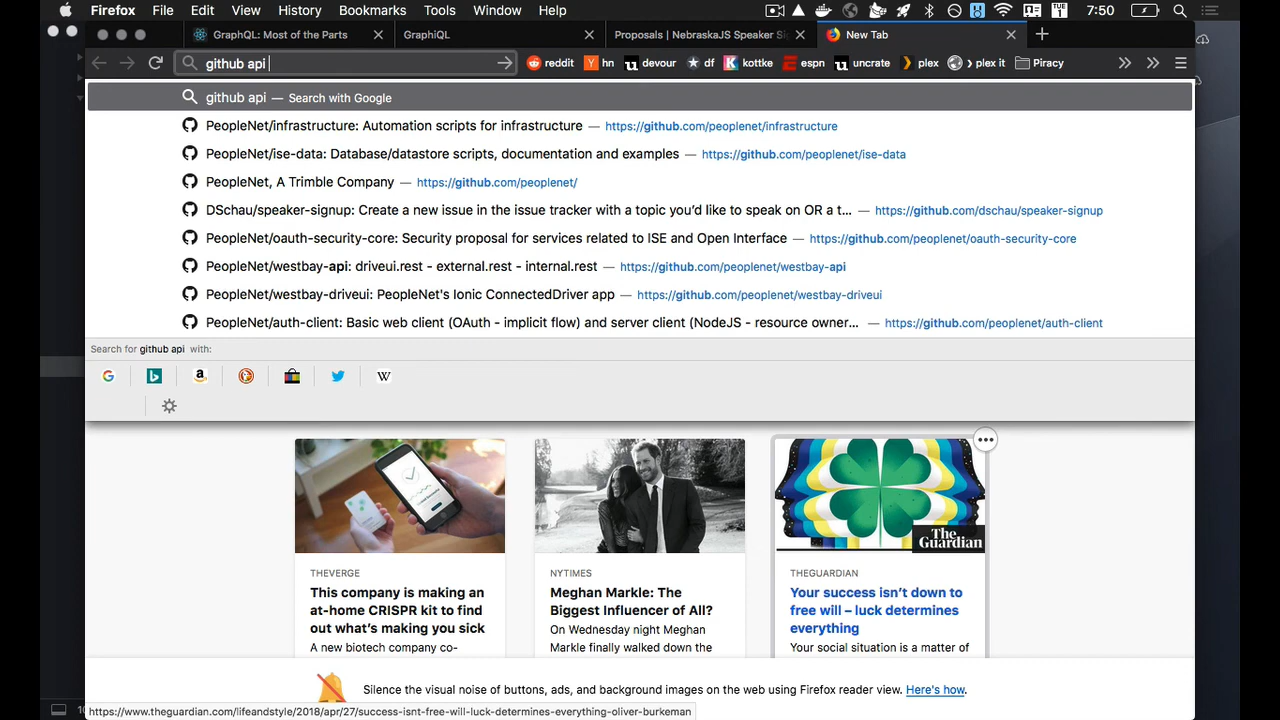 Firefox File Edit View History Bookmarks Tools Window Help
TUE 1 7:50
GraphQL: Most of the Parts
GraphiQL
Proposals | NebraskaJS Speaker Si
New Tab
github api
reddit
hn
devour
df
kottke
espn
uncrate
plex
› plex it
Piracy
github api — Search with Google
PeopleNet/infrastructure: Automation scripts for infrastructure — https://github.com/peoplenet/infrastructure
PeopleNet/ise-data: Database/datastore scripts, documentation and examples — https://github.com/peoplenet/ise-data
PeopleNet, A Trimble Company — https://github.com/peoplenet/
DSchau/speaker-signup: Create a new issue in the issue tracker with a topic you'd like to speak on OR a t... — https://github.com/dschau/speaker-signup
PeopleNet/oauth-security-core: Security proposal for services related to ISE and Open Interface — https://github.com/peoplenet/oauth-security-core
PeopleNet/westbay-api: driveui.rest - external.rest - internal.rest — https://github.com/peoplenet/westbay-api
PeopleNet/westbay-driveui: PeopleNet's Ionic ConnectedDriver app — https://github.com/peoplenet/westbay-driveui
PeopleNet/auth-client: Basic web client (OAuth - implicit flow) and server client (NodeJS - resource owner... — https://github.com/peoplenet/auth-client
Search for github api with:
The Guardian
THEVERGE
This company is making an
at-home CRISPR kit to find
out what's making you sick
A new biotech company co-
NYTIMES
Meghan Markle: The
Biggest Influencer of All?
On Wednesday night Meghan
Markle finally walked down the
THEGUARDIAN
Your success isn't down to
free will – luck determines
everything
Your social situation is a matter of
Silence the visual noise of buttons, ads, and background images on the web using Firefox reader view. Here's how.
https://www.theguardian.com/lifeandstyle/2018/apr/27/success-isnt-free-will-luck-determines-everything-oliver-burkeman